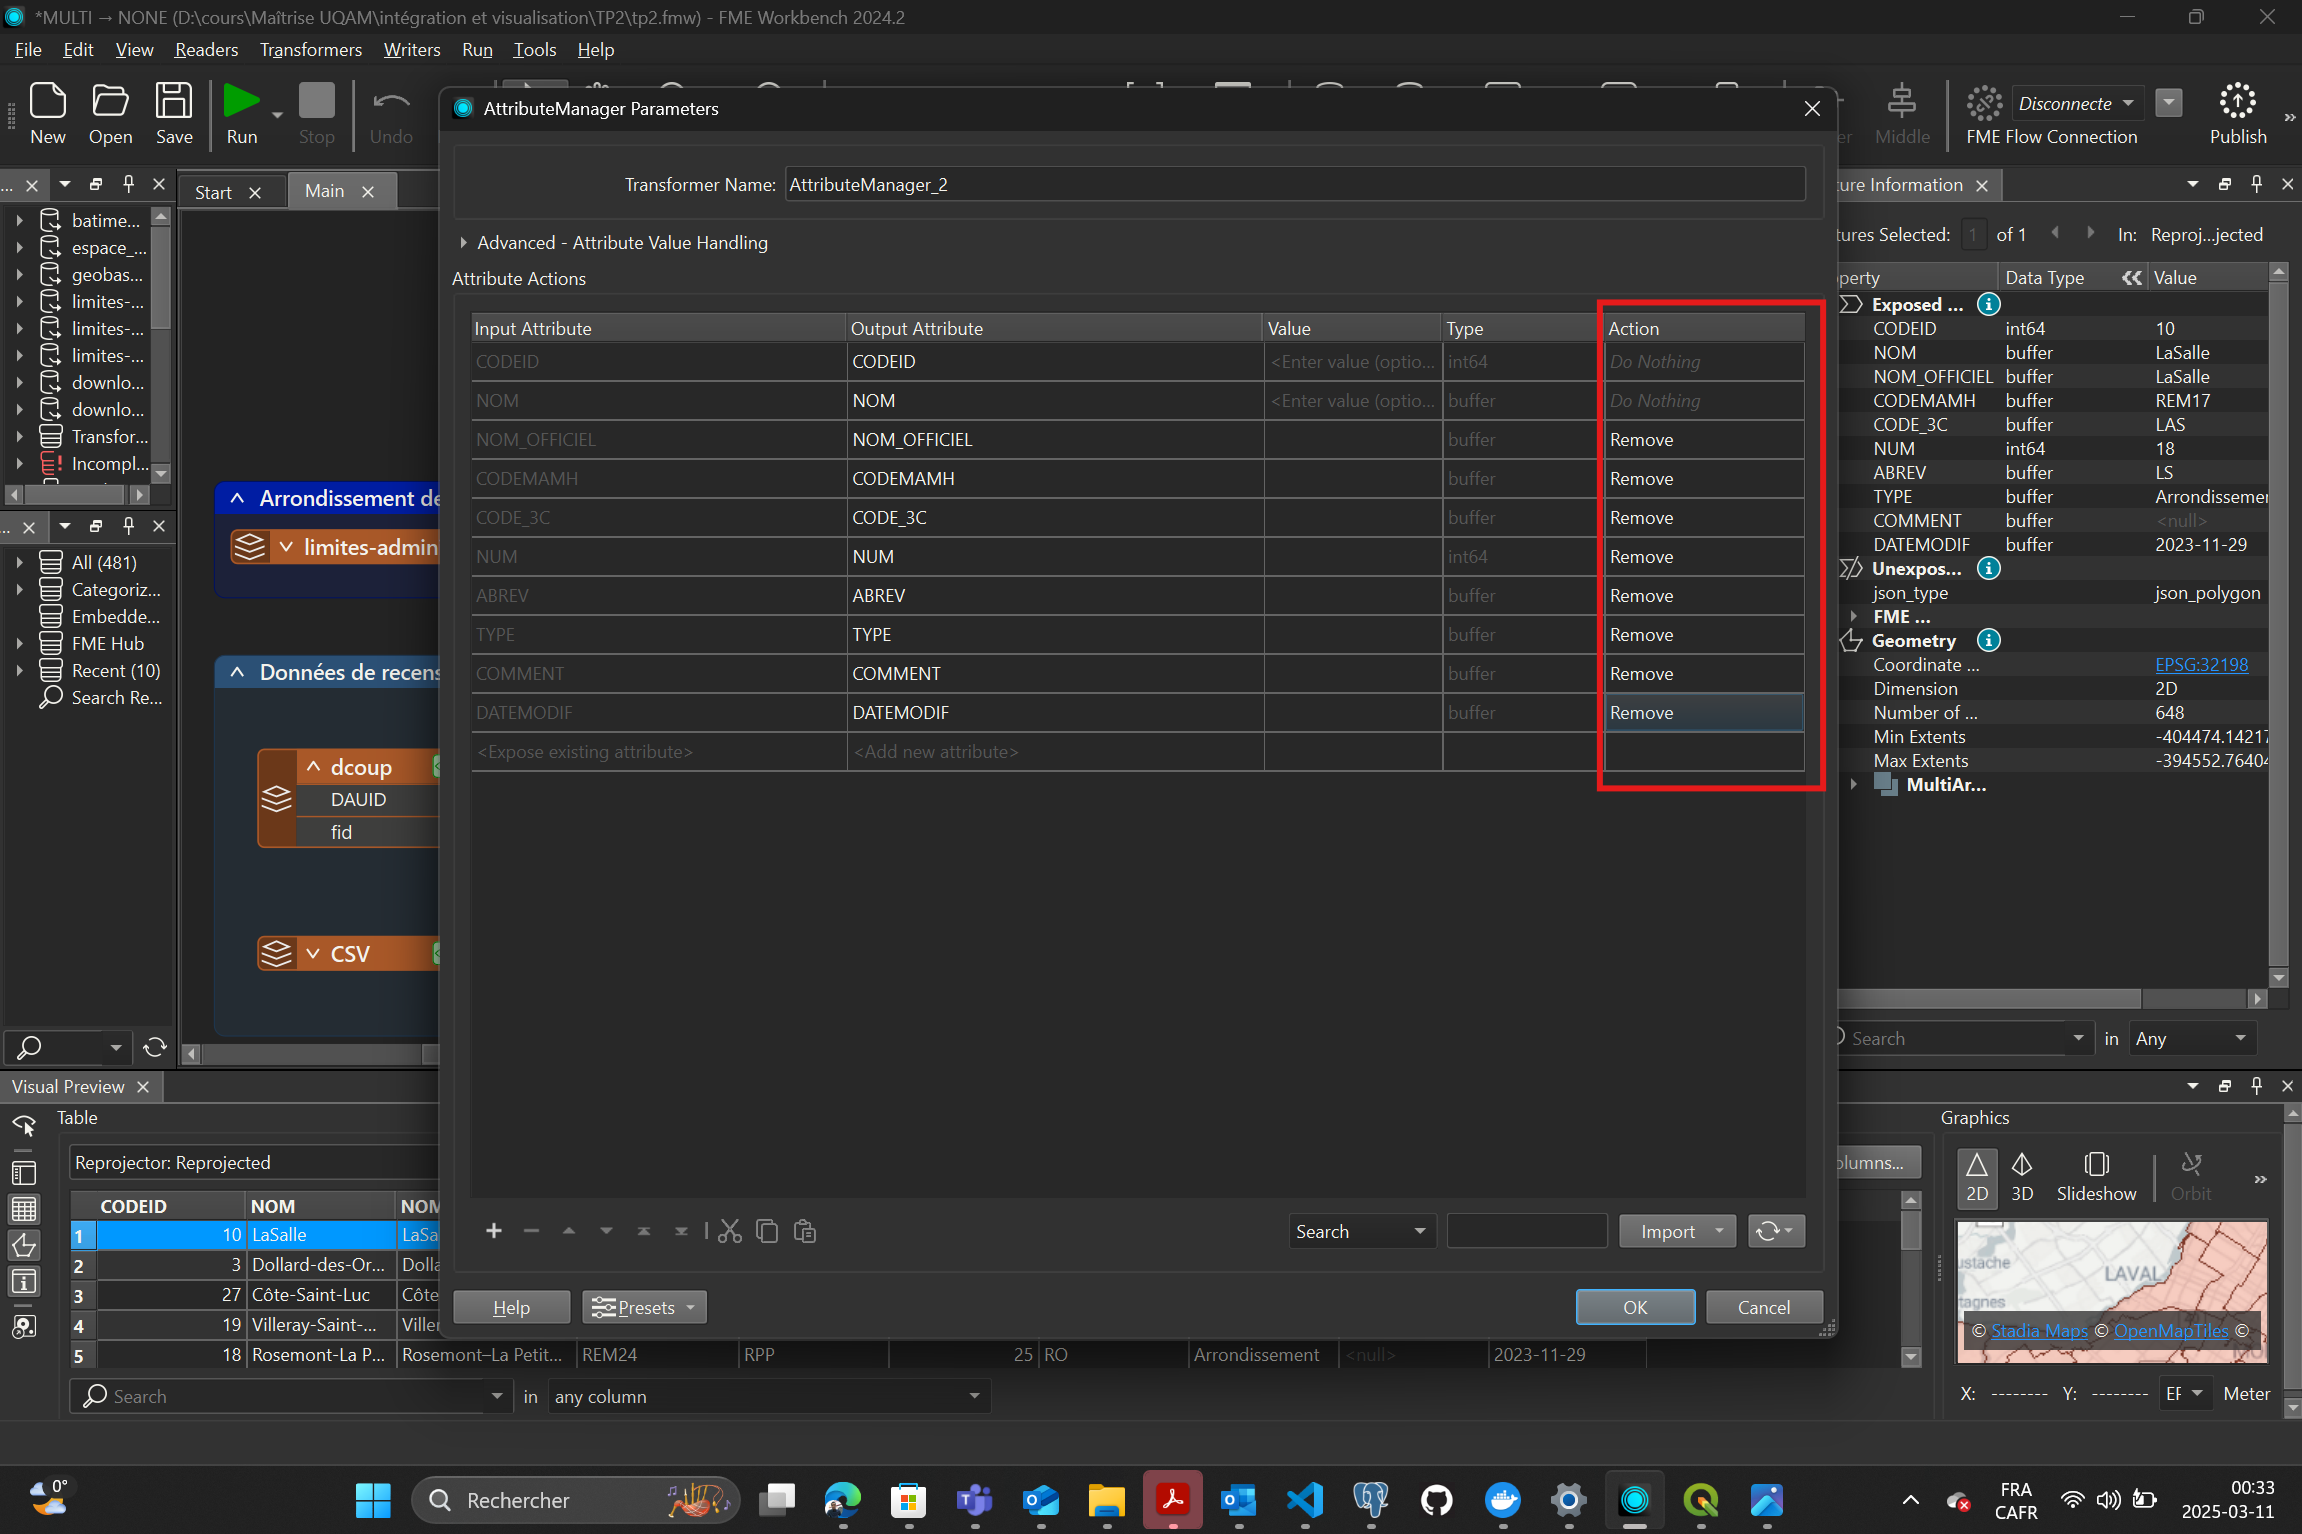 *MULTI → NONE (D:\cours\Maîtrise UQAM\intégration et visualisation\TP2\tp2.fmw) - FME Workbench 2024.2
File Edit View Readers Transformers Writers Run Tools Help
New Open Save Run Stop Undo
Middle
Disconnecte
FME Flow Connection
Publish
AttributeManager Parameters
Transformer Name: AttributeManager_2
Advanced - Attribute Value Handling
Attribute Actions
Input Attribute Output Attribute Value Type Action
CODEID CODEID <Enter value (optio... int64 Do Nothing
NOM NOM <Enter value (optio... buffer Do Nothing
NOM_OFFICIEL NOM_OFFICIEL buffer Remove
CODEMAMH CODEMAMH buffer Remove
CODE_3C CODE_3C buffer Remove
NUM NUM int64 Remove
ABREV ABREV buffer Remove
TYPE TYPE buffer Remove
COMMENT COMMENT buffer Remove
DATEMODIF DATEMODIF buffer Remove
<Expose existing attribute> <Add new attribute>
Search Import
Help Presets OK Cancel
...
batime...
espace_...
geobas...
limites-...
limites-...
limites-...
downlo...
downlo...
Transfor...
Incompl...
...
All (481)
Categoriz...
Embedde...
FME Hub
Recent (10)
Search Re...
Start Main
Arrondissement de
limites-admin
Données de recens
dcoup
DAUID
fid
CSV
ure Information
tures Selected: 1 of 1 In: Reproj...jected
perty Data Type Value
Exposed ...
CODEID int64 10
NOM buffer LaSalle
NOM_OFFICIEL buffer LaSalle
CODEMAMH buffer REM17
CODE_3C buffer LAS
NUM int64 18
ABREV buffer LS
TYPE buffer Arrondissemer
COMMENT buffer <null>
DATEMODIF buffer 2023-11-29
Unexpos...
json_type json_polygon
FME ...
Geometry
Coordinate ... EPSG:32198
Dimension 2D
Number of ... 648
Min Extents -404474.14217
Max Extents -394552.76404
MultiAr...
Search in Any
Visual Preview
Table
Reprojector: Reprojected
olumns...
CODEID NOM NOM
1 10 LaSalle LaSa
2 3 Dollard-des-Or... Dolla
3 27 Côte-Saint-Luc Côte
4 19 Villeray-Saint-... Viller
5 18 Rosemont-La P... Rosemont–La Petit... REM24 RPP 25 RO Arrondissement <null> 2023-11-29
Search in any column
Graphics
2D 3D Slideshow Orbit
ustache
LAVAL
tagnes
© Stadia Maps © OpenMapTiles ©
X: -------- Y: -------- EF Meter
0°
Rechercher
FRA
CAFR
00:33
2025-03-11